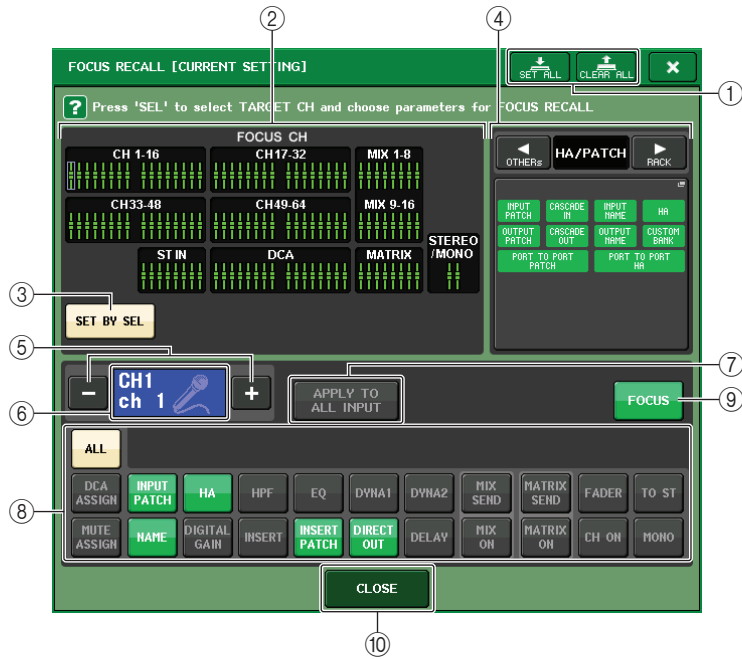 ② ④
FOCUS RECALL [CURRENT SETTING]
SET ALL
CLEAR ALL
①
? Press 'SEL' to select TARGET CH and choose parameters for FOCUS RECALL
FOCUS CH
CH 1-16
CH17-32
MIX 1-8
CH33-48
CH49-64
MIX 9-16
ST IN
DCA
MATRIX
STEREO
/MONO
OTHERs
HA/PATCH
RACK
INPUT
PATCH
CASCADE
IN
INPUT
NAME
HA
OUTPUT
PATCH
CASCADE
OUT
OUTPUT
NAME
CUSTOM
BANK
PORT TO PORT
PATCH
PORT TO PORT
HA
③
SET BY SEL
⑤
⑥
−
CH1
ch 1
+
APPLY TO
ALL INPUT
⑦
FOCUS
⑨
⑧
ALL
DCA
ASSIGN
INPUT
PATCH
HA
HPF
EQ
DYNA1
DYNA2
MIX
SEND
MATRIX
SEND
FADER
TO ST
MUTE
ASSIGN
NAME
DIGITAL
GAIN
INSERT
INSERT
PATCH
DIRECT
OUT
DELAY
MIX
ON
MATRIX
ON
CH ON
MONO
CLOSE
⑩